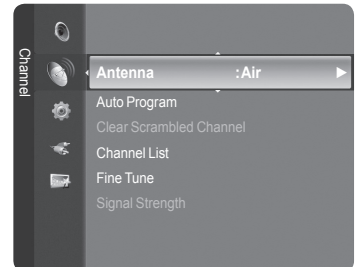 Channel
Antenna :Air
Auto Program
Clear Scrambled Channel
Channel List
Fine Tune
Signal Strength